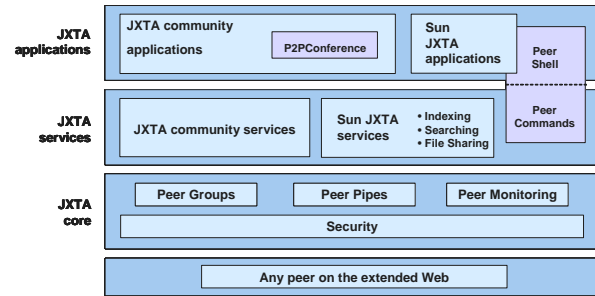 JXTA
applications
JXTA community
applications
P2PConference
Sun
JXTA
applications
Peer
Shell
Peer
Commands
JXTA
services
JXTA community services
Sun JXTA
services
• Indexing
• Searching
• File Sharing
JXTA
core
Peer Groups
Peer Pipes
Peer Monitoring
Security
Any peer on the extended Web